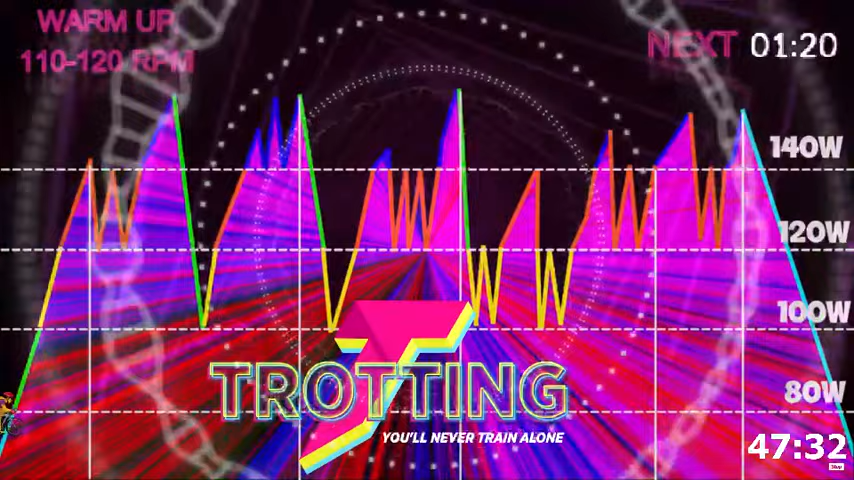 WARM UP
110-120 RPM
NEXT 01:20
140W
120W
100W
80W
TROTTING
YOU'LL NEVER TRAIN ALONE
47:32